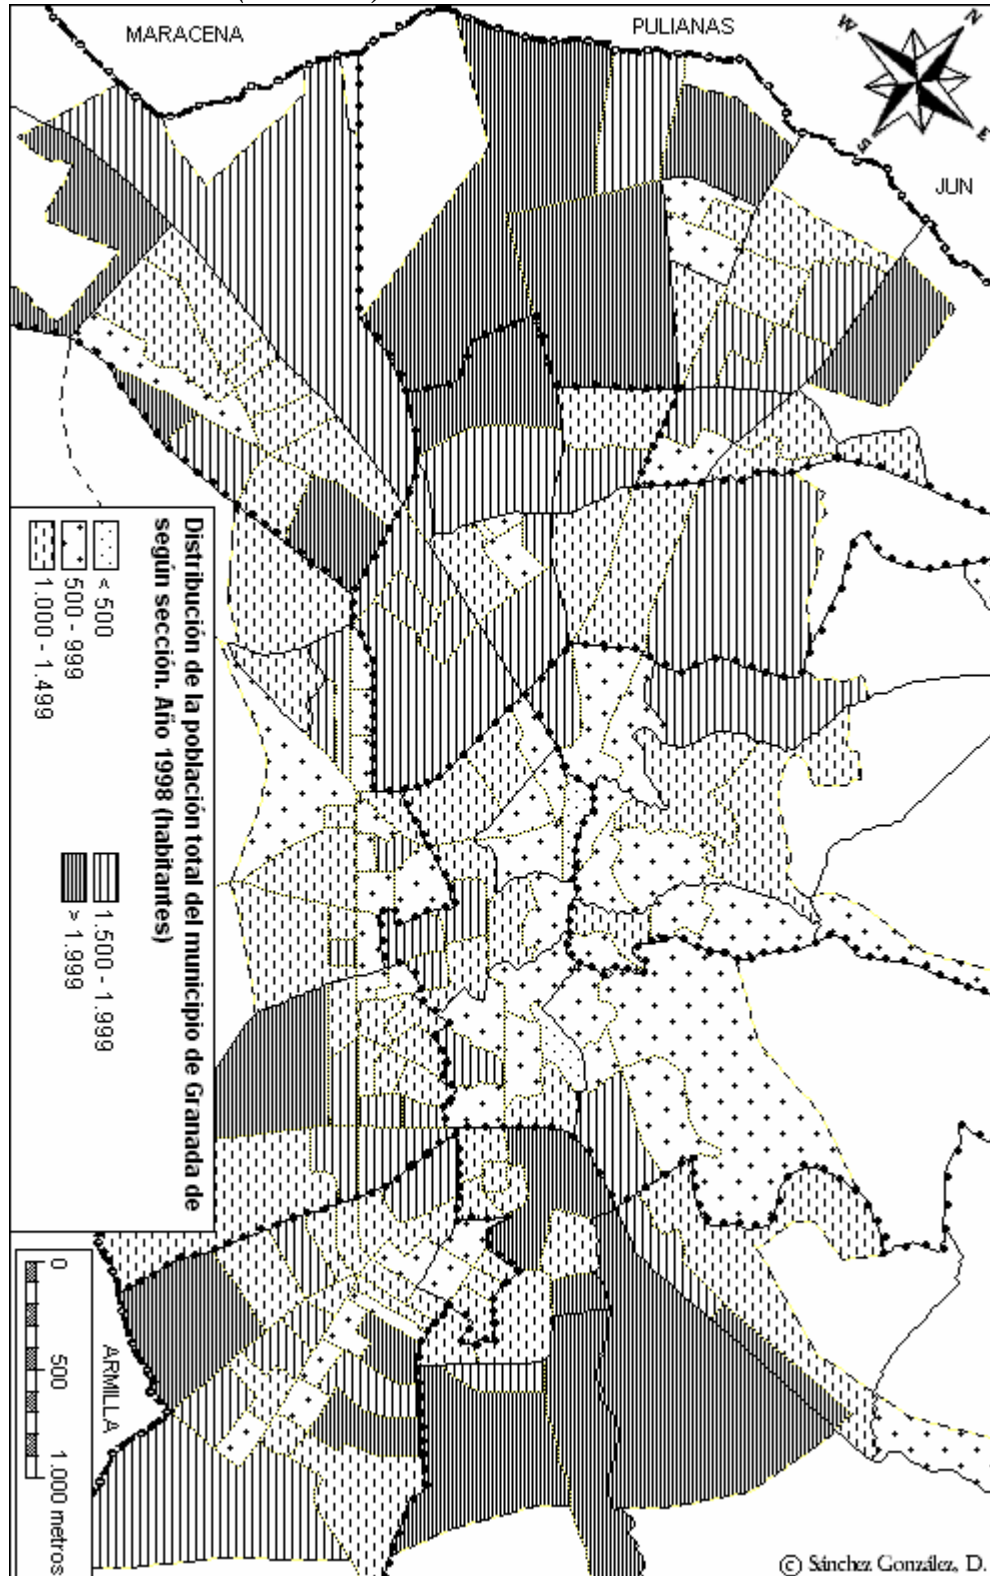 MARACENA
PULIANAS
W
N
S
E
JUN
Distribución de la población total del municipio de Granada de
según sección. Año 1998 (habitantes)
< 500
500 - 999
1.000 - 1.499
1.500 - 1.999
> 1.999
ARMILLA
0
500
1.000 metros
© Sánchez González, D.